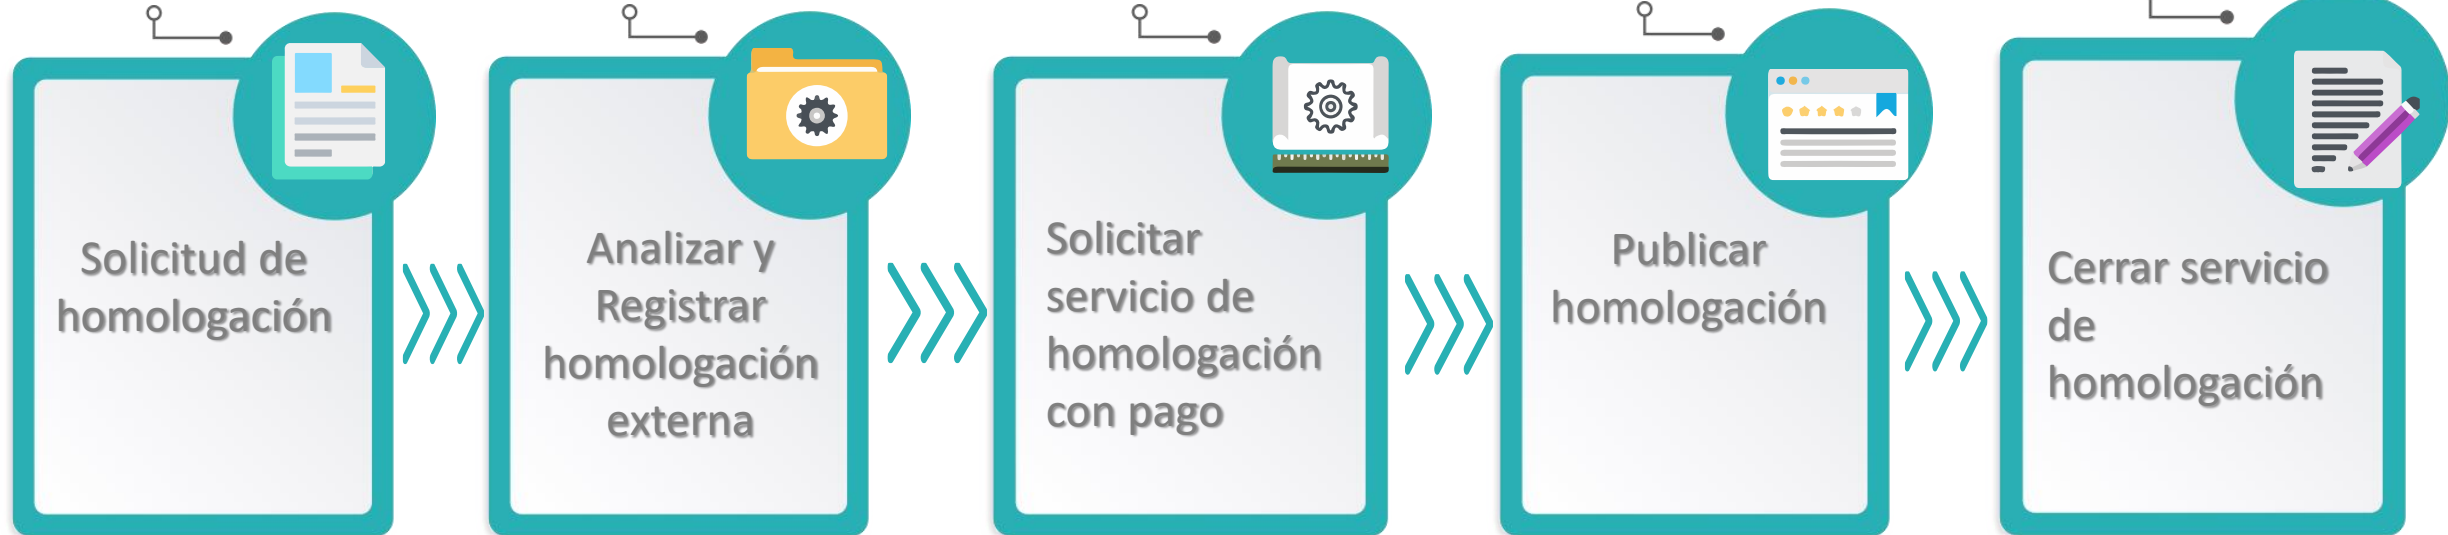 Solicitud de
homologación
Analizar y
Registrar
homologación
externa
Solicitar
servicio de
homologación
con pago
Publicar
homologación
Cerrar servicio
de
homologación